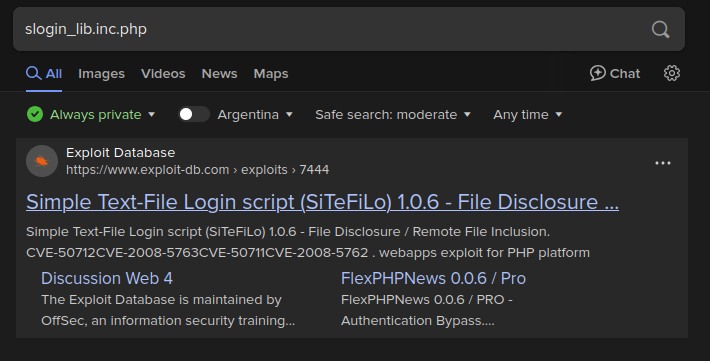 slogin_lib.inc.php
All Images Videos News Maps Chat
Always private Argentina Safe search: moderate Any time
Exploit Database
https://www.exploit-db.com › exploits › 7444
Simple Text-File Login script (SiTeFiLo) 1.0.6 - File Disclosure ...
Simple Text-File Login script (SiTeFiLo) 1.0.6 - File Disclosure / Remote File Inclusion.
CVE-50712CVE-2008-5763CVE-50711CVE-2008-5762 . webapps exploit for PHP platform
Discussion Web 4
The Exploit Database is maintained by
OffSec, an information security training...
FlexPHPNews 0.0.6 / Pro
FlexPHPNews 0.0.6 / PRO -
Authentication Bypass....